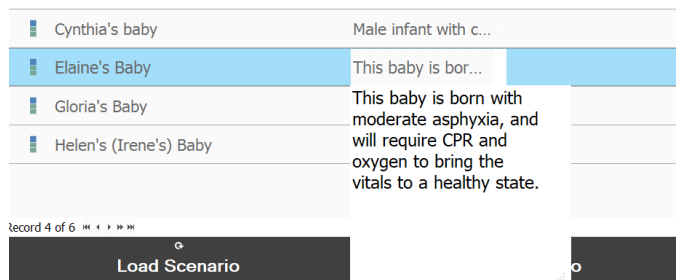 Cynthia's baby Male infant with c...
Elaine's Baby This baby is bor...
This baby is born with
moderate asphyxia, and
will require CPR and
oxygen to bring the
vitals to a healthy state.
Gloria's Baby
Helen's (Irene's) Baby
Record 4 of 6
Load Scenario
o